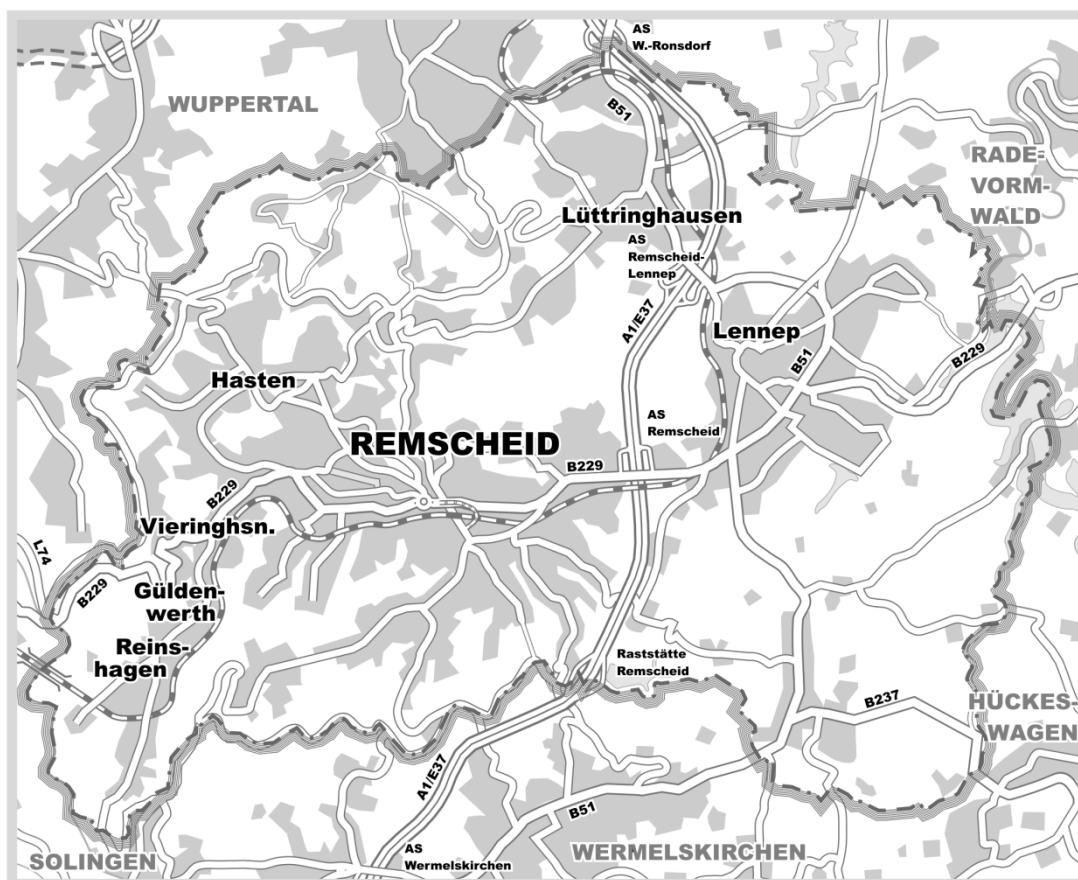 AS
W.-Ronsdorf
WUPPERTAL
B51
RADE-
VORM-
WALD
Lüttringhausen
AS
Remscheid-
Lennep
A1/E37
Lennep
B51
B229
Hasten
AS
Remscheid
REMSCHEID
B229
B229
Vieringhsn.
L74
B229
Gülden-
werth
Reins-
hagen
Raststätte
Remscheid
B237
HÜCKES-
WAGEN
A1/E37
B51
SOLINGEN
AS
Wermelskirchen
WERMELSKIRCHEN